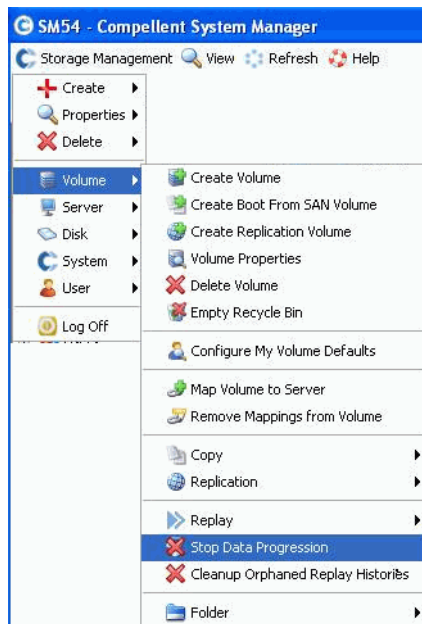 SM54 - Compellent System Manager
Storage Management View Refresh Help
Create
Properties
Delete
Volume
Server
Disk
System
User
Log Off
Create Volume
Create Boot From SAN Volume
Create Replication Volume
Volume Properties
Delete Volume
Empty Recycle Bin
Configure My Volume Defaults
Map Volume to Server
Remove Mappings from Volume
Copy
Replication
Replay
Stop Data Progression
Cleanup Orphaned Replay Histories
Folder